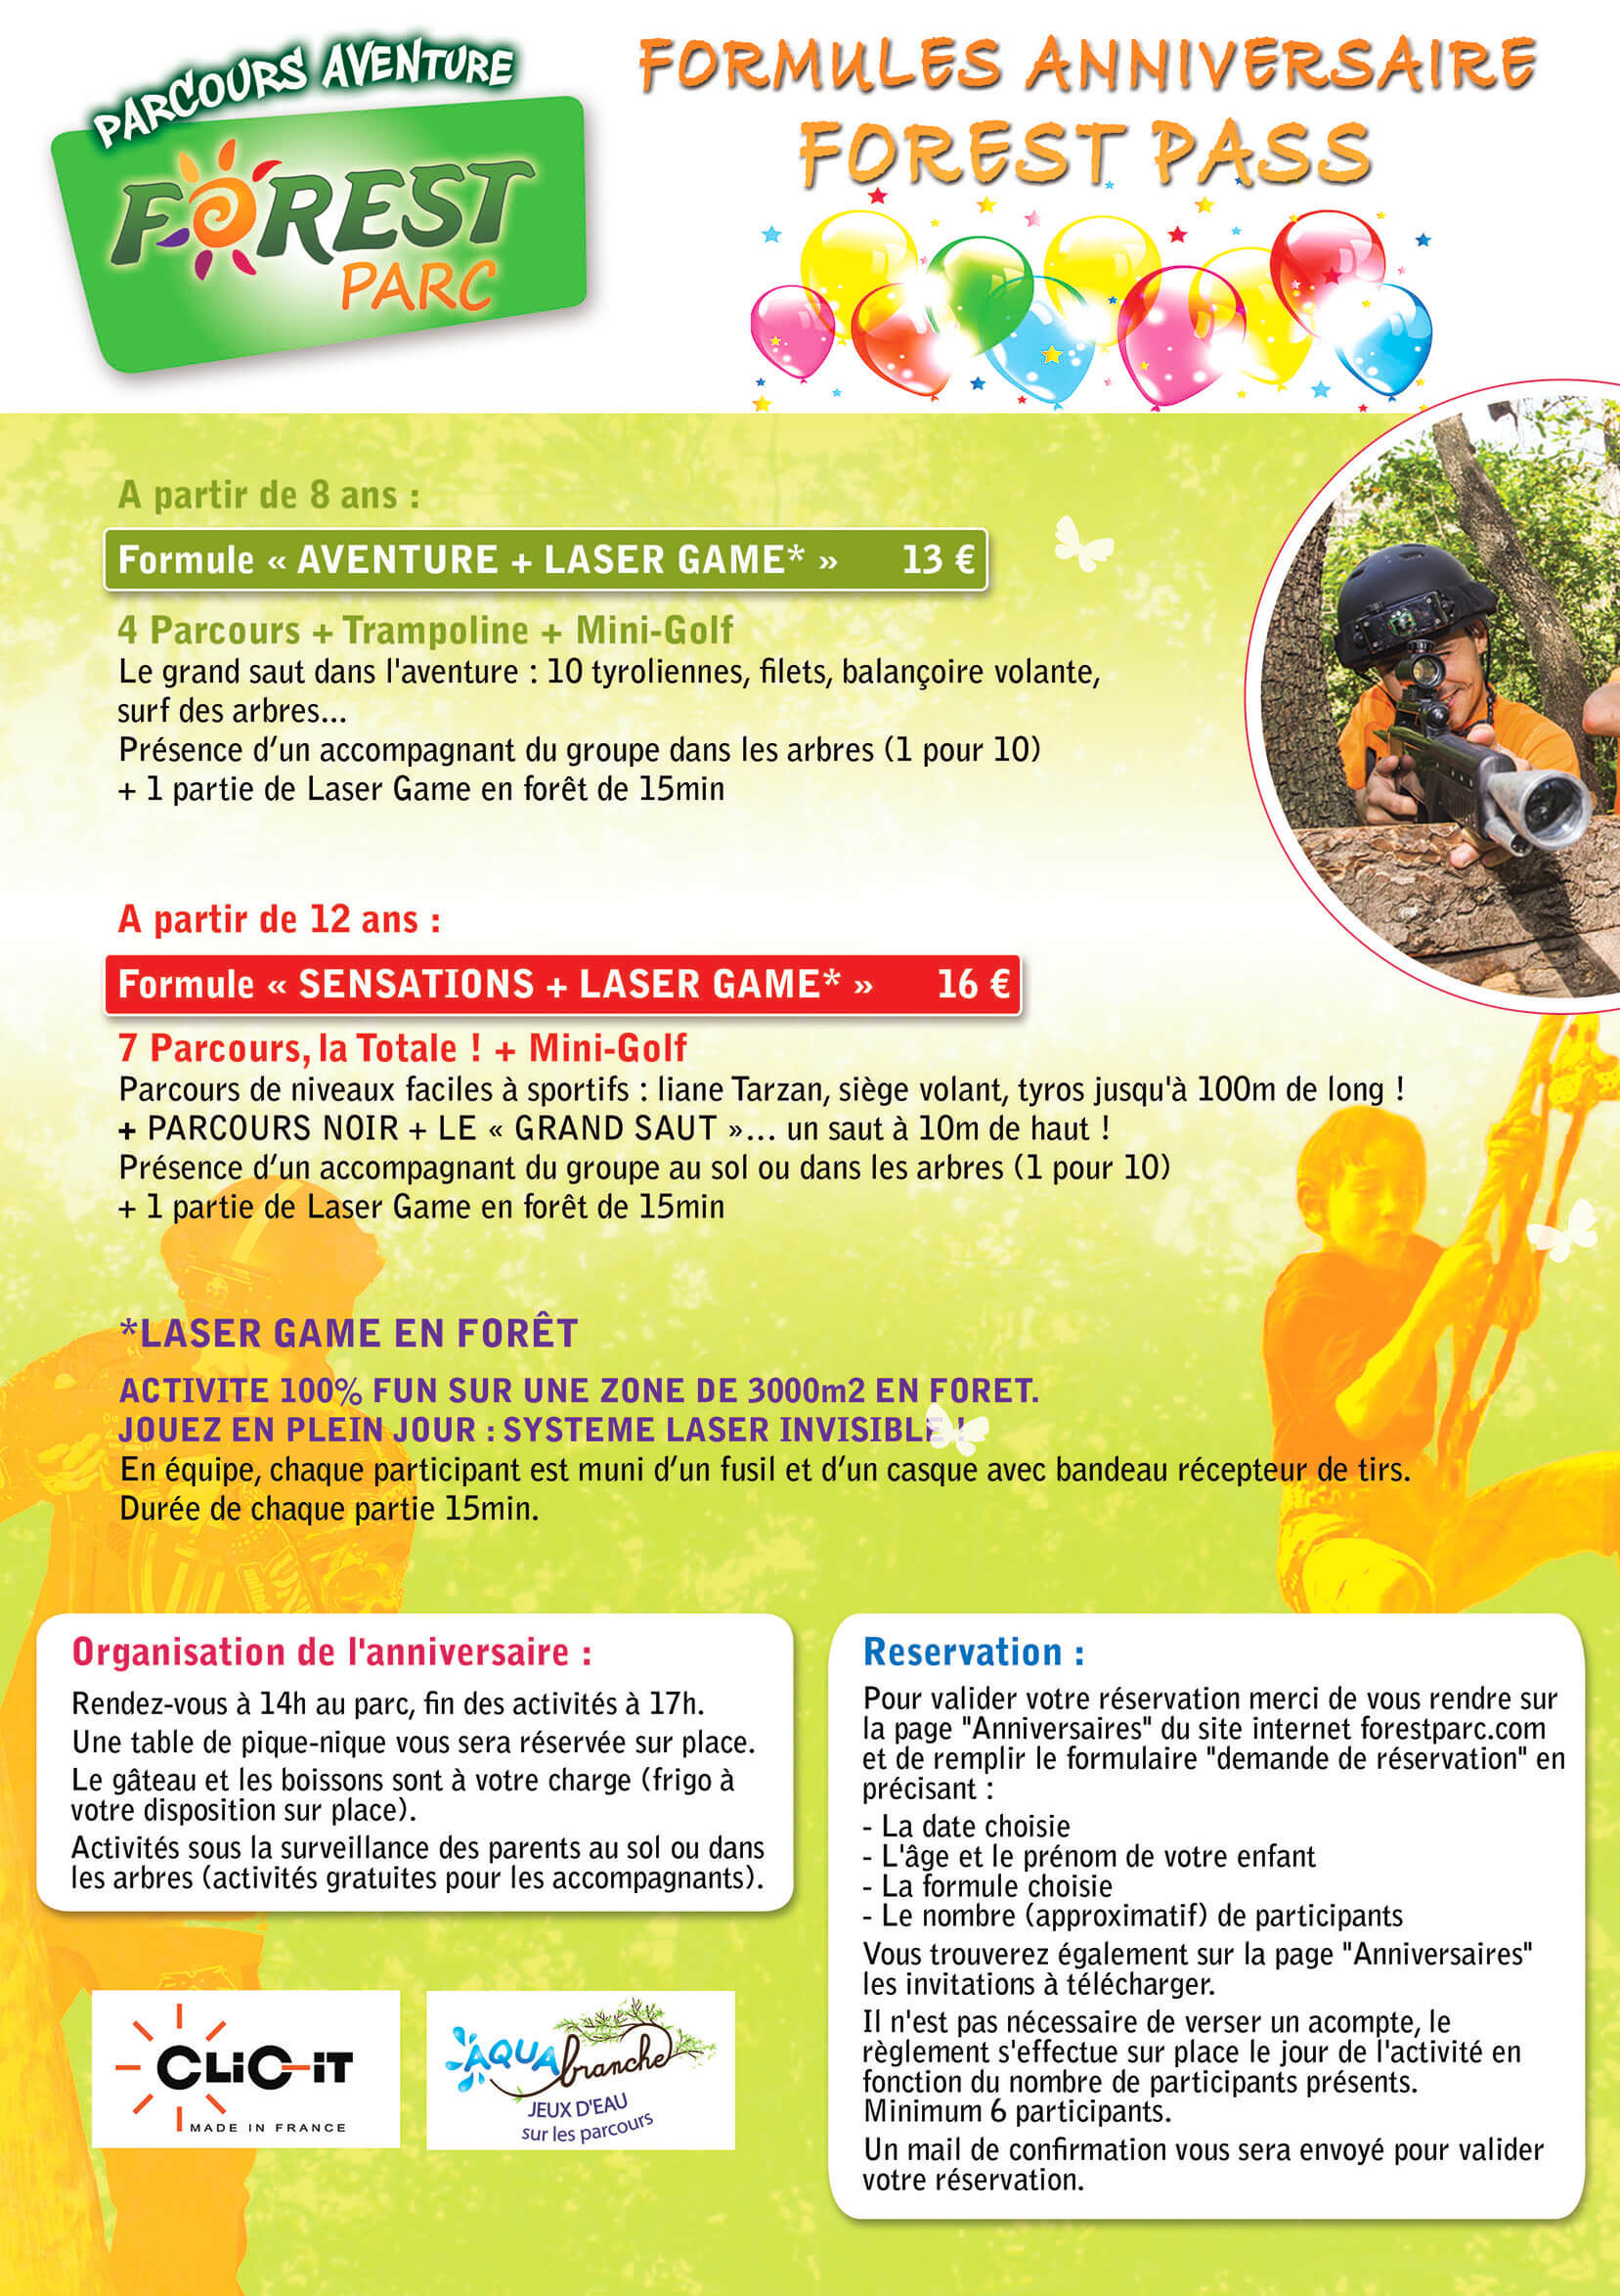 PARCOURS AVENTURE
FOREST
PARC
FORMULES ANNIVERSAIRE
FOREST PASS
A partir de 8 ans :
Formule « AVENTURE + LASER GAME* » 13 €
4 Parcours + Trampoline + Mini-Golf
Le grand saut dans l'aventure : 10 tyroliennes, filets, balançoire volante,
surf des arbres...
Présence d’un accompagnant du groupe dans les arbres (1 pour 10)
+ 1 partie de Laser Game en forêt de 15min
A partir de 12 ans :
Formule « SENSATIONS + LASER GAME* » 16 €
7 Parcours, la Totale ! + Mini-Golf
Parcours de niveaux faciles à sportifs : liane Tarzan, siège volant, tyros jusqu'à 100m de long !
+ PARCOURS NOIR + LE « GRAND SAUT »... un saut à 10m de haut !
Présence d’un accompagnant du groupe au sol ou dans les arbres (1 pour 10)
+ 1 partie de Laser Game en forêt de 15min
*LASER GAME EN FORÊT
ACTIVITE 100% FUN SUR UNE ZONE DE 3000m2 EN FORET.
JOUEZ EN PLEIN JOUR : SYSTEME LASER INVISIBLE !
En équipe, chaque participant est muni d’un fusil et d’un casque avec bandeau récepteur de tirs.
Durée de chaque partie 15min.
Organisation de l'anniversaire :
Rendez-vous à 14h au parc, fin des activités à 17h.
Une table de pique-nique vous sera réservée sur place.
Le gâteau et les boissons sont à votre charge (frigo à
votre disposition sur place).
Activités sous la surveillance des parents au sol ou dans
les arbres (activités gratuites pour les accompagnants).
CLiC-iT
MADE IN FRANCE
AQUA branche
JEUX D'EAU
sur les parcours
Reservation :
Pour valider votre réservation merci de vous rendre sur
la page "Anniversaires" du site internet forestparc.com
et de remplir le formulaire "demande de réservation" en
précisant :
- La date choisie
- L'âge et le prénom de votre enfant
- La formule choisie
- Le nombre (approximatif) de participants
Vous trouverez également sur la page "Anniversaires"
les invitations à télécharger.
Il n'est pas nécessaire de verser un acompte, le
règlement s'effectue sur place le jour de l'activité en
fonction du nombre de participants présents.
Minimum 6 participants.
Un mail de confirmation vous sera envoyé pour valider
votre réservation.